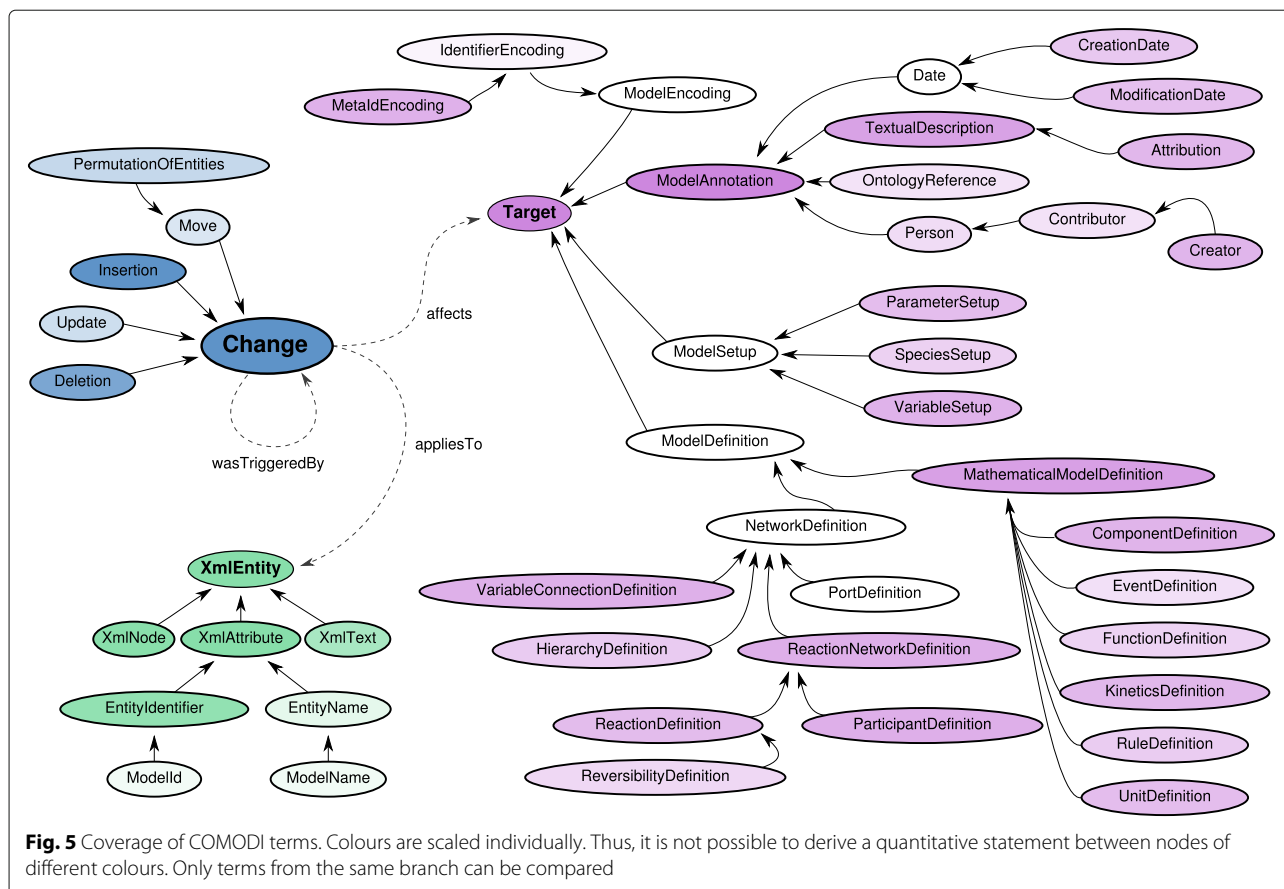 IdentifierEncoding
MetaIdEncoding
ModelEncoding
Date
CreationDate
ModificationDate
TextualDescription
Attribution
ModelAnnotation
OntologyReference
Person
Contributor
Creator
PermutationOfEntities
Move
Insertion
Update
Deletion
Change
Target
affects
wasTriggeredBy
appliesTo
ParameterSetup
ModelSetup
SpeciesSetup
VariableSetup
ModelDefinition
MathematicalModelDefinition
NetworkDefinition
ComponentDefinition
VariableConnectionDefinition
PortDefinition
EventDefinition
HierarchyDefinition
ReactionNetworkDefinition
FunctionDefinition
KineticsDefinition
ReactionDefinition
ParticipantDefinition
RuleDefinition
ReversibilityDefinition
UnitDefinition
XmlEntity
XmlNode
XmlAttribute
XmlText
EntityIdentifier
EntityName
ModelId
ModelName
Fig. 5 Coverage of COMODI terms. Colours are scaled individually. Thus, it is not possible to derive a quantitative statement between nodes of
different colours. Only terms from the same branch can be compared